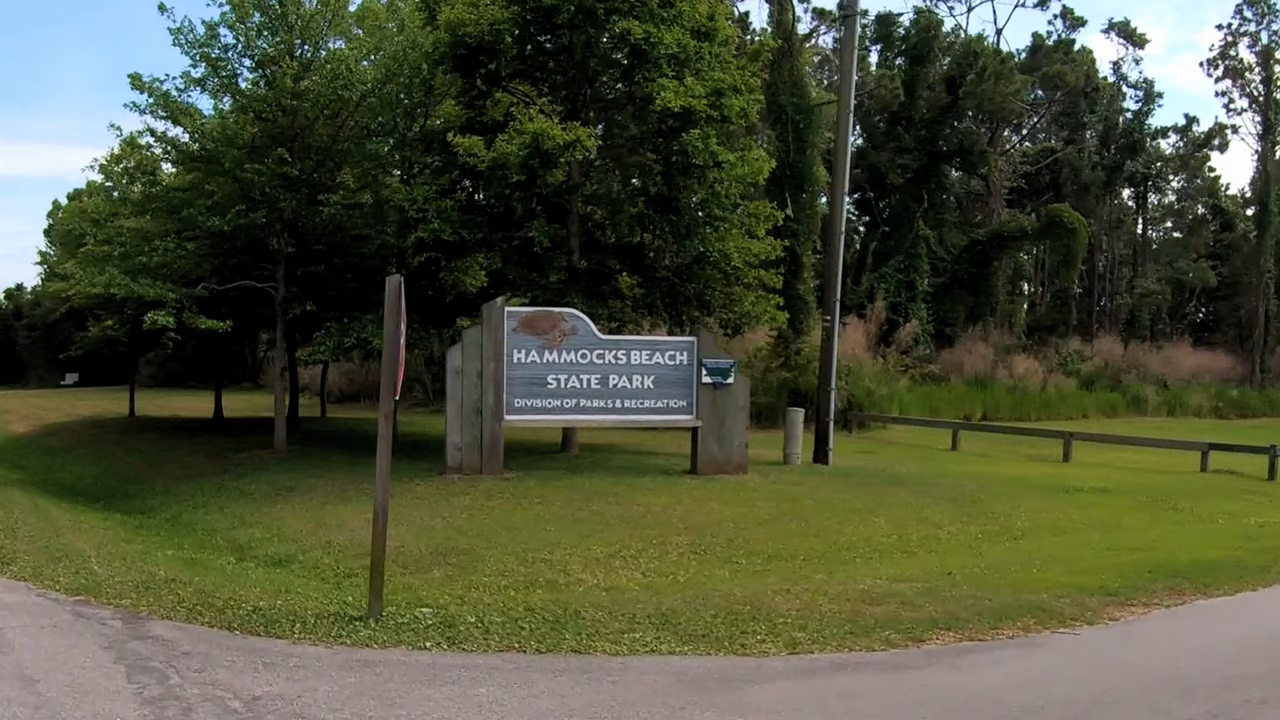 HAMMOCKS BEACH
STATE PARK
DIVISION OF PARKS & RECREATION